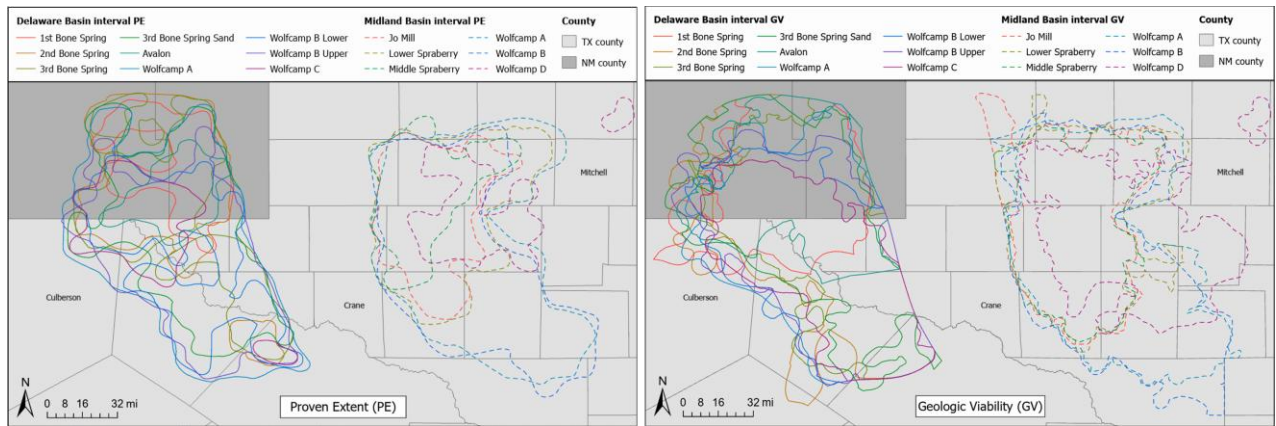 Delaware Basin interval PE Midland Basin interval PE County
1st Bone Spring 3rd Bone Spring Sand Wolfcamp B Lower Jo Mill Wolfcamp A TX county
2nd Bone Spring Avalon Wolfcamp B Upper Lower Spraberry Wolfcamp B NM county
3rd Bone Spring Wolfcamp A Wolfcamp C Middle Spraberry Wolfcamp D
Mitchell
Culberson
Crane
N
0 8 16 32 mi
Proven Extent (PE)
Delaware Basin interval GV Midland Basin interval GV County
1st Bone Spring 3rd Bone Spring Sand Wolfcamp B Lower Jo Mill Wolfcamp A TX county
2nd Bone Spring Avalon Wolfcamp B Upper Lower Spraberry Wolfcamp B NM county
3rd Bone Spring Wolfcamp A Wolfcamp C Middle Spraberry Wolfcamp D
Mitchell
Culberson
Crane
N
0 8 16 32 mi
Geologic Viability (GV)